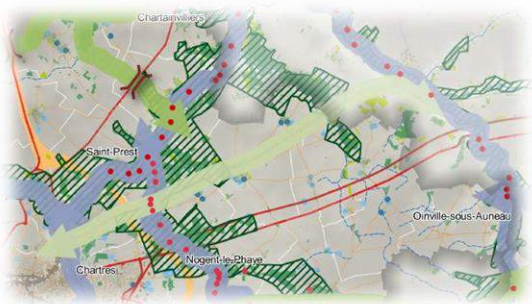 Chartainvilliers
Saint-Prest
Oinville-sous-Auneau
Nogent-le-Phaye
Chartres